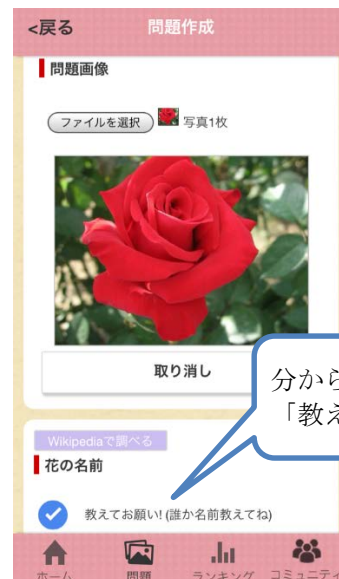 <戻る 問題作成
問題画像
ファイルを選択 写真1枚
取り消し
分から
「教え
Wikipediaで調べる
花の名前
教えてお願い! (誰か名前教えてね)
ホーム 問題 ランキング コミュニティ